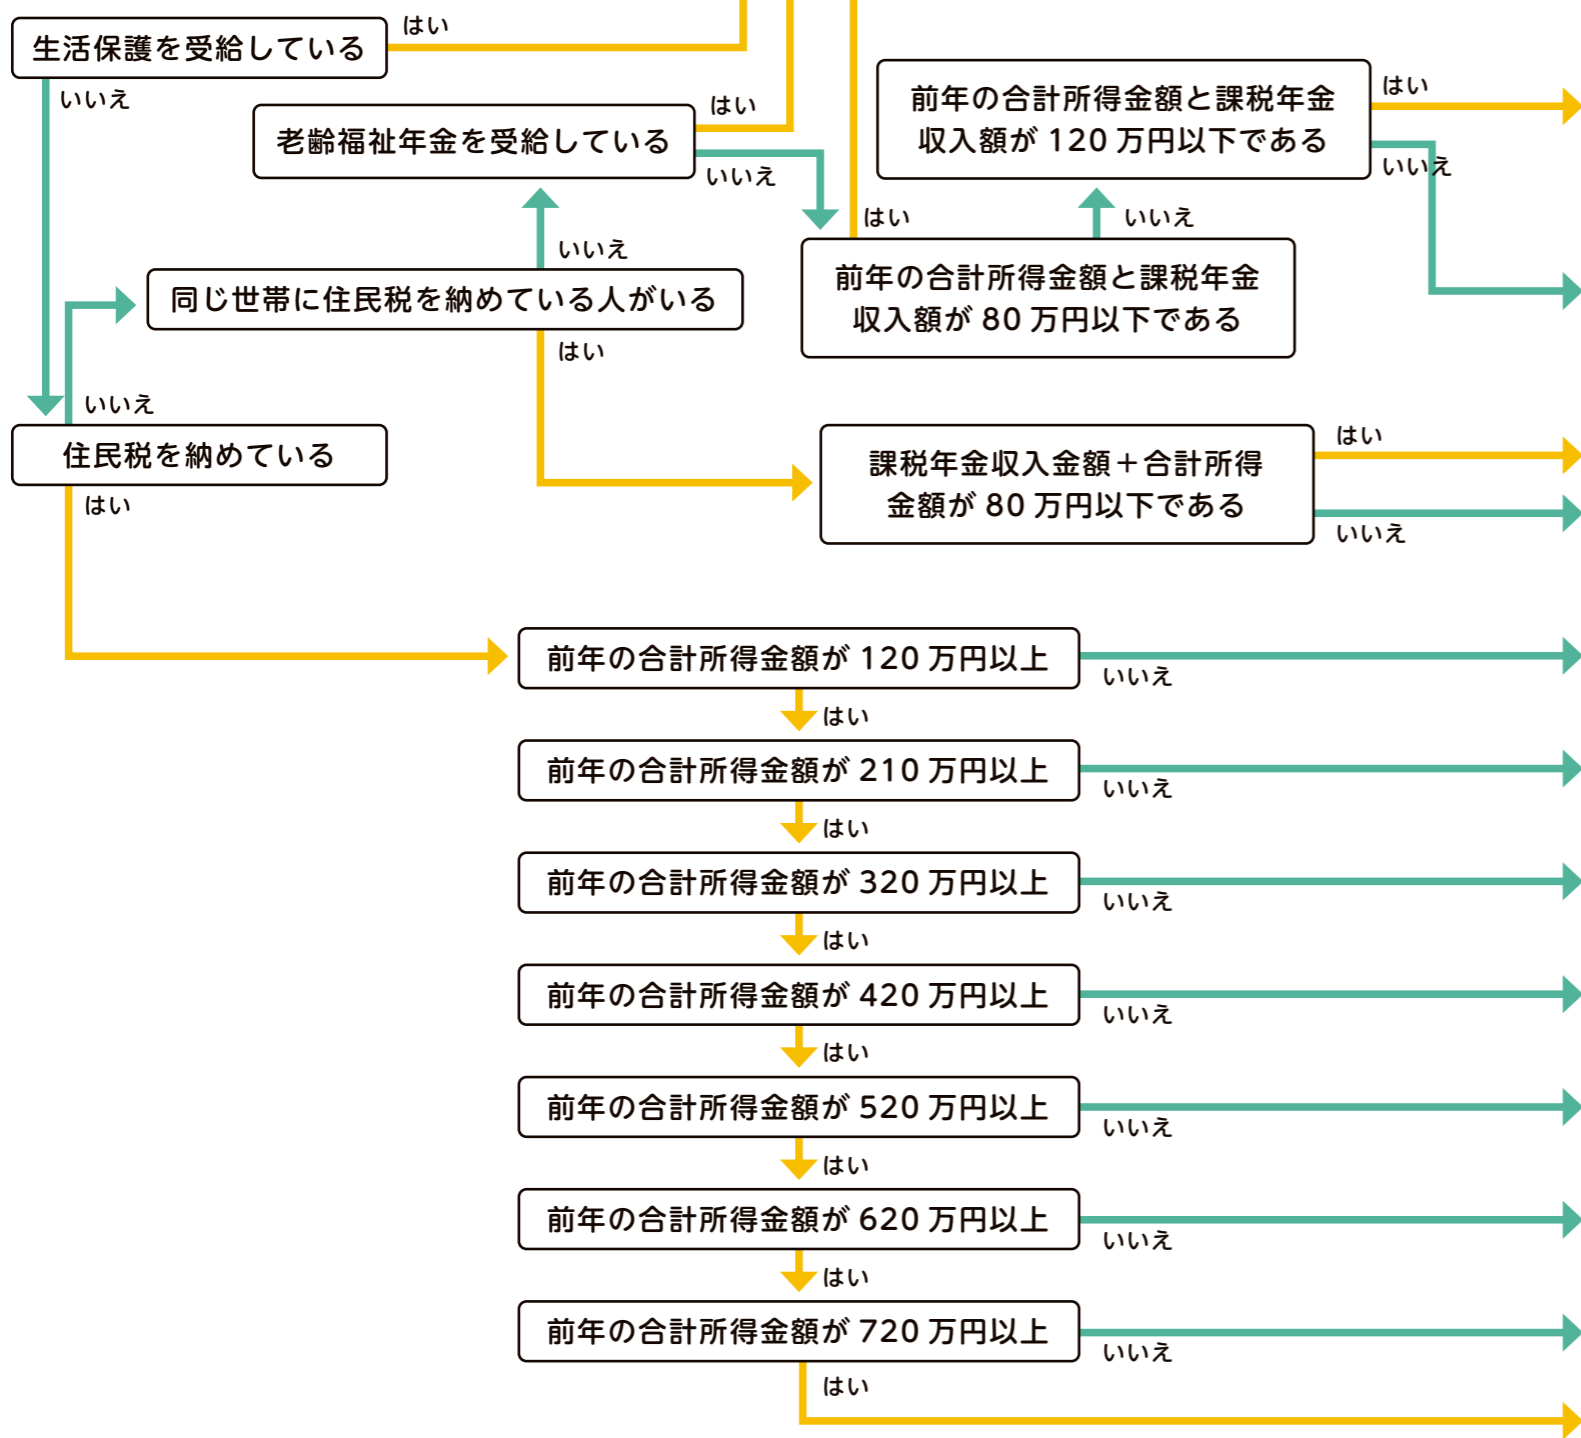 生活保護を受給している
はい
いいえ
老齢福祉年金を受給している
はい
いいえ
前年の合計所得金額と課税年金
収入額が 120 万円以下である
はい
いいえ
いいえ
同じ世帯に住民税を納めている人がいる
はい
はい
いいえ
前年の合計所得金額と課税年金
収入額が 80 万円以下である
いいえ
住民税を納めている
はい
課税年金収入金額＋合計所得
金額が 80 万円以下である
はい
いいえ
前年の合計所得金額が 120 万円以上
いいえ
はい
前年の合計所得金額が 210 万円以上
いいえ
はい
前年の合計所得金額が 320 万円以上
いいえ
はい
前年の合計所得金額が 420 万円以上
いいえ
はい
前年の合計所得金額が 520 万円以上
いいえ
はい
前年の合計所得金額が 620 万円以上
いいえ
はい
前年の合計所得金額が 720 万円以上
いいえ
はい